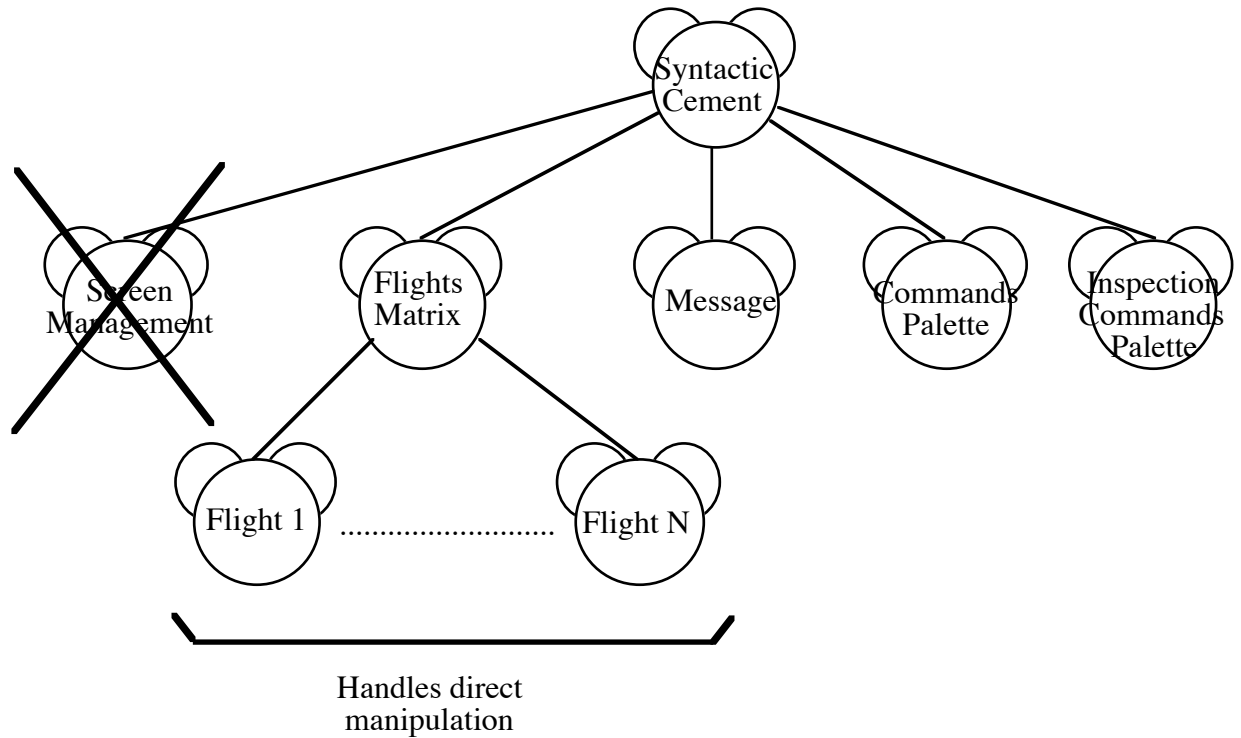 Syntactic
Cement
Screen
Management
Flights
Matrix
Message
Commands
Palette
Inspection
Commands
Palette
Flight 1
...........................
Flight N
Handles direct
manipulation